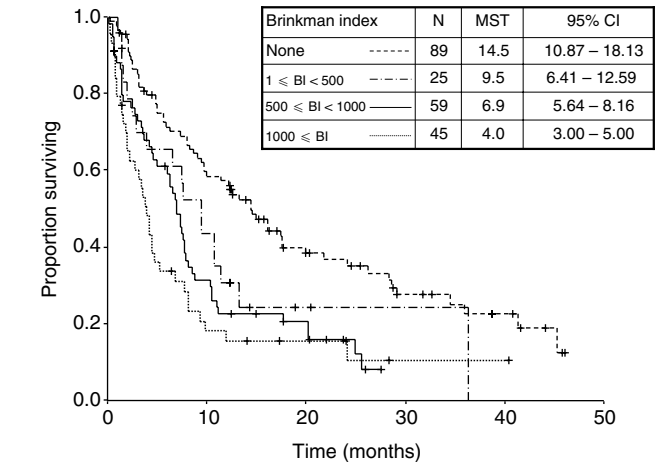 Brinkman index N MST 95% CI
None 89 14.5 10.87 – 18.13
1 ⩽ BI < 500 25 9.5 6.41 – 12.59
500 ⩽ BI < 1000 59 6.9 5.64 – 8.16
1000 ⩽ BI 45 4.0 3.00 – 5.00
Proportion surviving
1.0
0.8
0.6
0.4
0.2
0.0
0 10 20 30 40 50
Time (months)